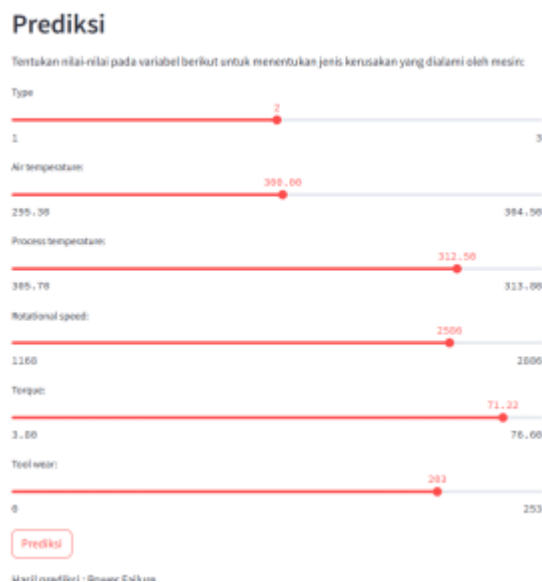 Prediksi
Tentukan nilai-nilai pada variabel berikut untuk menentukan jenis kerusakan yang dialami oleh mesin:
Type
2
1 3
Air temperature:
300.00
295.30 304.50
Process temperature:
312.50
305.70 313.80
Rotational speed:
1168
Torque:
71.22
3.80 76.60
Tool wear:
203
0 253
Prediksi
Hasil prediksi : Power Failure